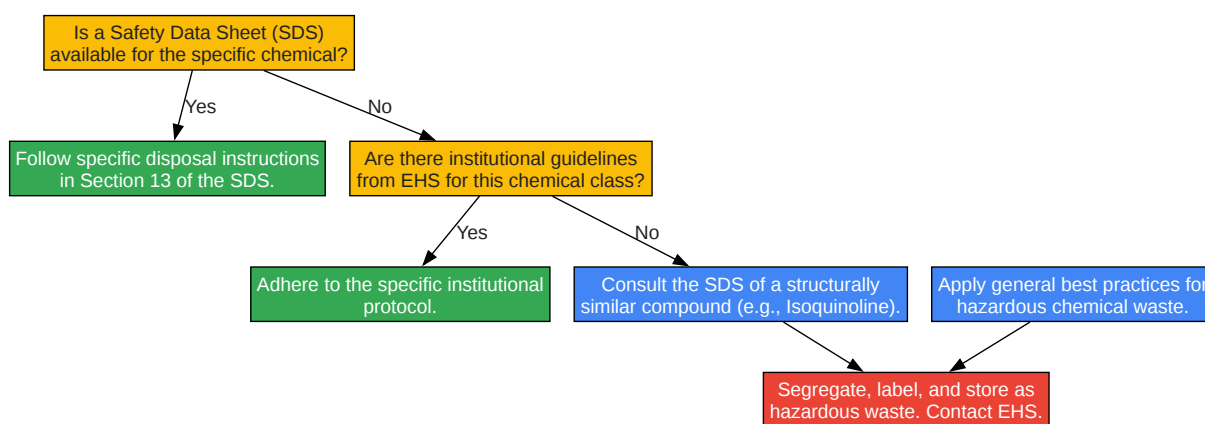 Is a Safety Data Sheet (SDS)
available for the specific chemical?
Yes
No
Follow specific disposal instructions
in Section 13 of the SDS.
Are there institutional guidelines
from EHS for this chemical class?
Yes
No
Adhere to the specific institutional
protocol.
Consult the SDS of a structurally
similar compound (e.g., Isoquinoline).
Apply general best practices for
hazardous chemical waste.
Segregate, label, and store as
hazardous waste. Contact EHS.